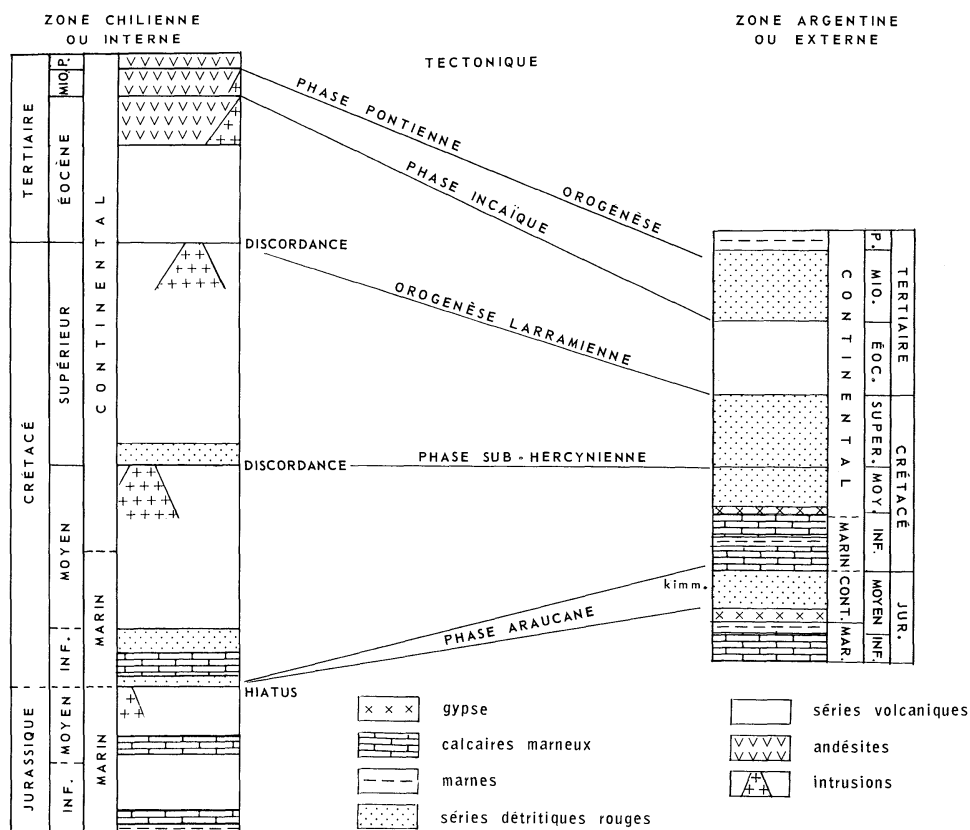 ZONE CHILIENNE
OU INTERNE
ZONE ARGENTINE
OU EXTERNE
TECTONIQUE
TERTIAIRE
CRÉTACÉ
JURASSIQUE
P.
MIO.
ÉOCÈNE
SUPÉRIEUR
MOYEN
INF.
MOYEN
INF.
CONTINENTAL
MARIN
MARIN
DISCORDANCE
DISCORDANCE
HIATUS
PHASE PONTIENNE
OROGÉNÈSE
PHASE INCAÏQUE
OROGENÈSE LARRAMIENNE
PHASE SUB-HERCYNIENNE
PHASE ARAUCANE
kimm.
CONTINENTAL
MARIN
CONT.
MAR.
P.
MIO.
ÉOC.
SUPER.
MOY.
INF.
MOYEN
INF.
TERTIAIRE
CRÉTACÉ
JUR.
gypse
calcaires marneux
marnes
séries détritiques rouges
séries volcaniques
andésites
intrusions